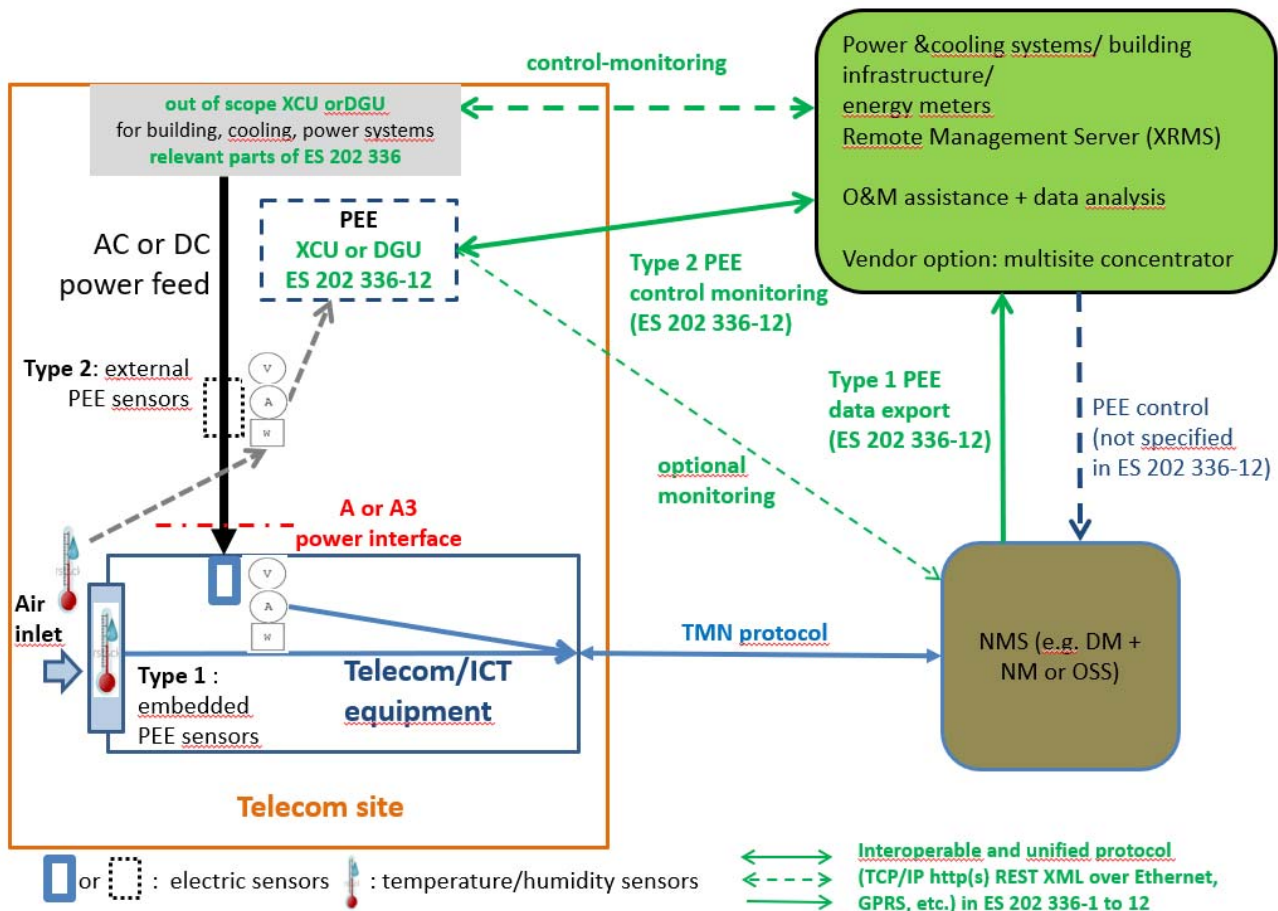 control-monitoring
Power &cooling systems/ building
infrastructure/
energy meters
Remote Management Server (XRMS)
O&M assistance + data analysis
Vendor option: multisite concentrator
out of scope XCU orDGU
for building, cooling, power systems
relevant parts of ES 202 336
PEE
XCU or DGU
ES 202 336-12
AC or DC
power feed
Type 2 PEE
control monitoring
(ES 202 336-12)
Type 2: external
PEE sensors
V
A
W
Type 1 PEE
data export
(ES 202 336-12)
PEE control
(not specified
in ES 202 336-12)
optional
monitoring
A or A3
power interface
V
A
W
Air
inlet
Type 1 :
embedded
PEE sensors
Telecom/ICT
equipment
TMN protocol
NMS (e.g. DM +
NM or OSS)
Telecom site
or : electric sensors : temperature/humidity sensors
Interoperable and unified protocol
(TCP/IP http(s) REST XML over Ethernet,
GPRS, etc.) in ES 202 336-1 to 12